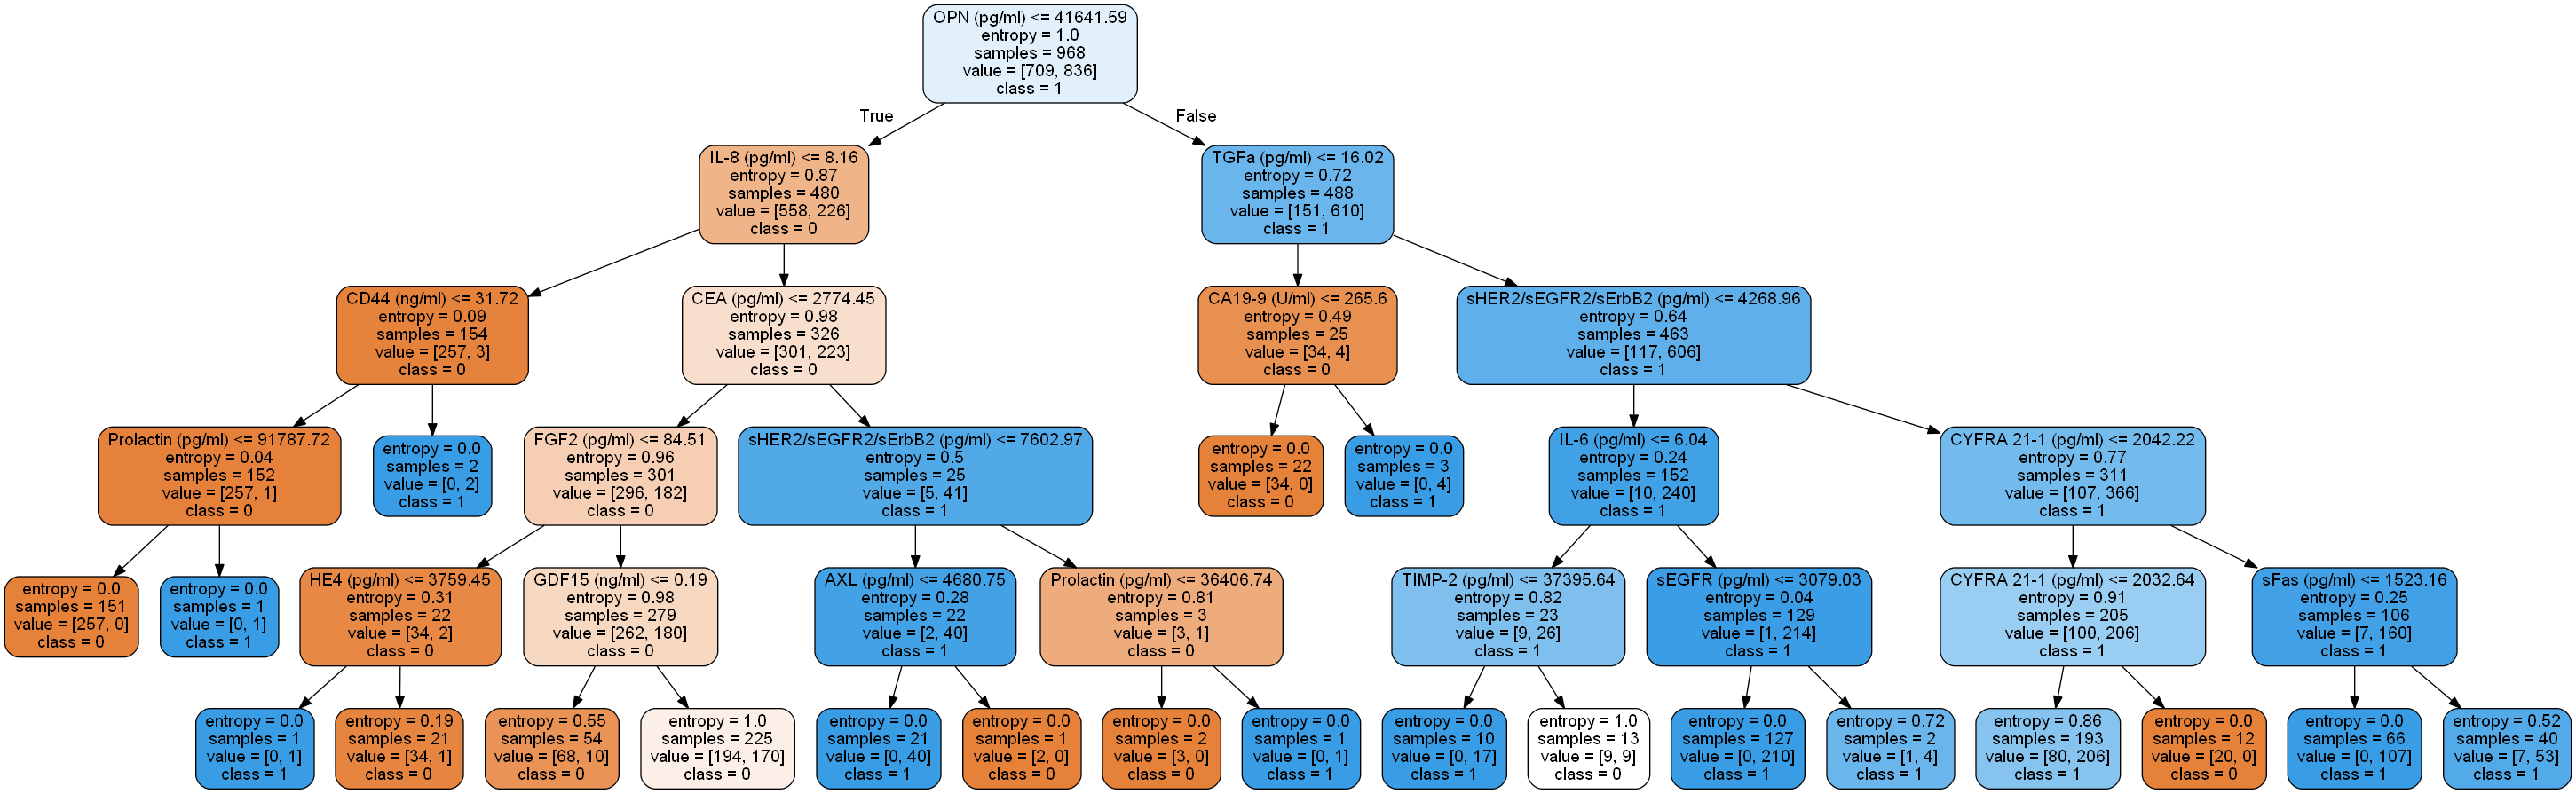 OPN (pg/ml) <= 41641.59
entropy = 1.0
samples = 968
value = [709, 836]
class = 1
True
False
IL-8 (pg/ml) <= 8.16
entropy = 0.87
samples = 480
value = [558, 226]
class = 0
TGFa (pg/ml) <= 16.02
entropy = 0.72
samples = 488
value = [151, 610]
class = 1
CD44 (ng/ml) <= 31.72
entropy = 0.09
samples = 154
value = [257, 3]
class = 0
CEA (pg/ml) <= 2774.45
entropy = 0.98
samples = 326
value = [301, 223]
class = 0
CA19-9 (U/ml) <= 265.6
entropy = 0.49
samples = 25
value = [34, 4]
class = 0
sHER2/sEGFR2/sErbB2 (pg/ml) <= 4268.96
entropy = 0.64
samples = 463
value = [117, 606]
class = 1
Prolactin (pg/ml) <= 91787.72
entropy = 0.04
samples = 152
value = [257, 1]
class = 0
entropy = 0.0
samples = 2
value = [0, 2]
class = 1
FGF2 (pg/ml) <= 84.51
entropy = 0.96
samples = 301
value = [296, 182]
class = 0
sHER2/sEGFR2/sErbB2 (pg/ml) <= 7602.97
entropy = 0.5
samples = 25
value = [5, 41]
class = 1
entropy = 0.0
samples = 22
value = [34, 0]
class = 0
entropy = 0.0
samples = 3
value = [0, 4]
class = 1
IL-6 (pg/ml) <= 6.04
entropy = 0.24
samples = 152
value = [10, 240]
class = 1
CYFRA 21-1 (pg/ml) <= 2042.22
entropy = 0.77
samples = 311
value = [107, 366]
class = 1
entropy = 0.0
samples = 151
value = [257, 0]
class = 0
entropy = 0.0
samples = 1
value = [0, 1]
class = 1
HE4 (pg/ml) <= 3759.45
entropy = 0.31
samples = 22
value = [34, 2]
class = 0
GDF15 (ng/ml) <= 0.19
entropy = 0.98
samples = 279
value = [262, 180]
class = 0
AXL (pg/ml) <= 4680.75
entropy = 0.28
samples = 22
value = [2, 40]
class = 1
Prolactin (pg/ml) <= 36406.74
entropy = 0.81
samples = 3
value = [3, 1]
class = 0
TIMP-2 (pg/ml) <= 37395.64
entropy = 0.82
samples = 23
value = [9, 26]
class = 1
sEGFR (pg/ml) <= 3079.03
entropy = 0.04
samples = 129
value = [1, 214]
class = 1
CYFRA 21-1 (pg/ml) <= 2032.64
entropy = 0.91
samples = 205
value = [100, 206]
class = 1
sFas (pg/ml) <= 1523.16
entropy = 0.25
samples = 106
value = [7, 160]
class = 1
entropy = 0.0
samples = 1
value = [0, 1]
class = 1
entropy = 0.19
samples = 21
value = [34, 1]
class = 0
entropy = 0.55
samples = 54
value = [68, 10]
class = 0
entropy = 1.0
samples = 225
value = [194, 170]
class = 0
entropy = 0.0
samples = 21
value = [0, 40]
class = 1
entropy = 0.0
samples = 1
value = [2, 0]
class = 0
entropy = 0.0
samples = 2
value = [3, 0]
class = 0
entropy = 0.0
samples = 1
value = [0, 1]
class = 1
entropy = 0.0
samples = 10
value = [0, 17]
class = 1
entropy = 1.0
samples = 13
value = [9, 9]
class = 0
entropy = 0.0
samples = 127
value = [0, 210]
class = 1
entropy = 0.72
samples = 2
value = [1, 4]
class = 1
entropy = 0.86
samples = 193
value = [80, 206]
class = 1
entropy = 0.0
samples = 12
value = [20, 0]
class = 0
entropy = 0.0
samples = 66
value = [0, 107]
class = 1
entropy = 0.52
samples = 40
value = [7, 53]
class = 1